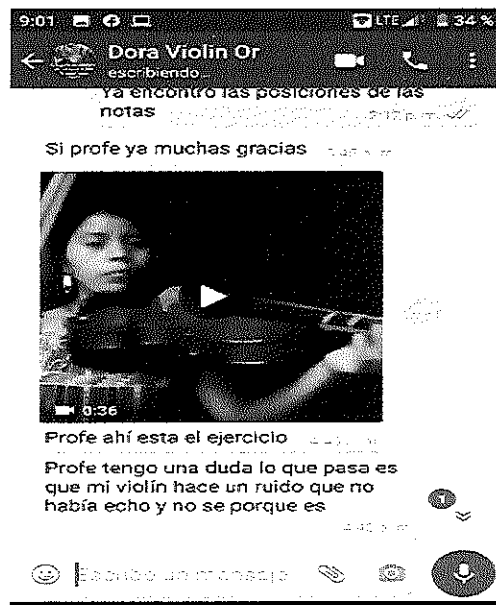 9:01 LTE 34 %
Dora Violin Or
escribiendo...
Ya encontro las posiciones de las
notas
Si profe ya muchas gracias
0:36
Profe ahí esta el ejercicio
Profe tengo una duda lo que pasa es
que mi violín hace un ruido que no
había echo y no se porque es
1